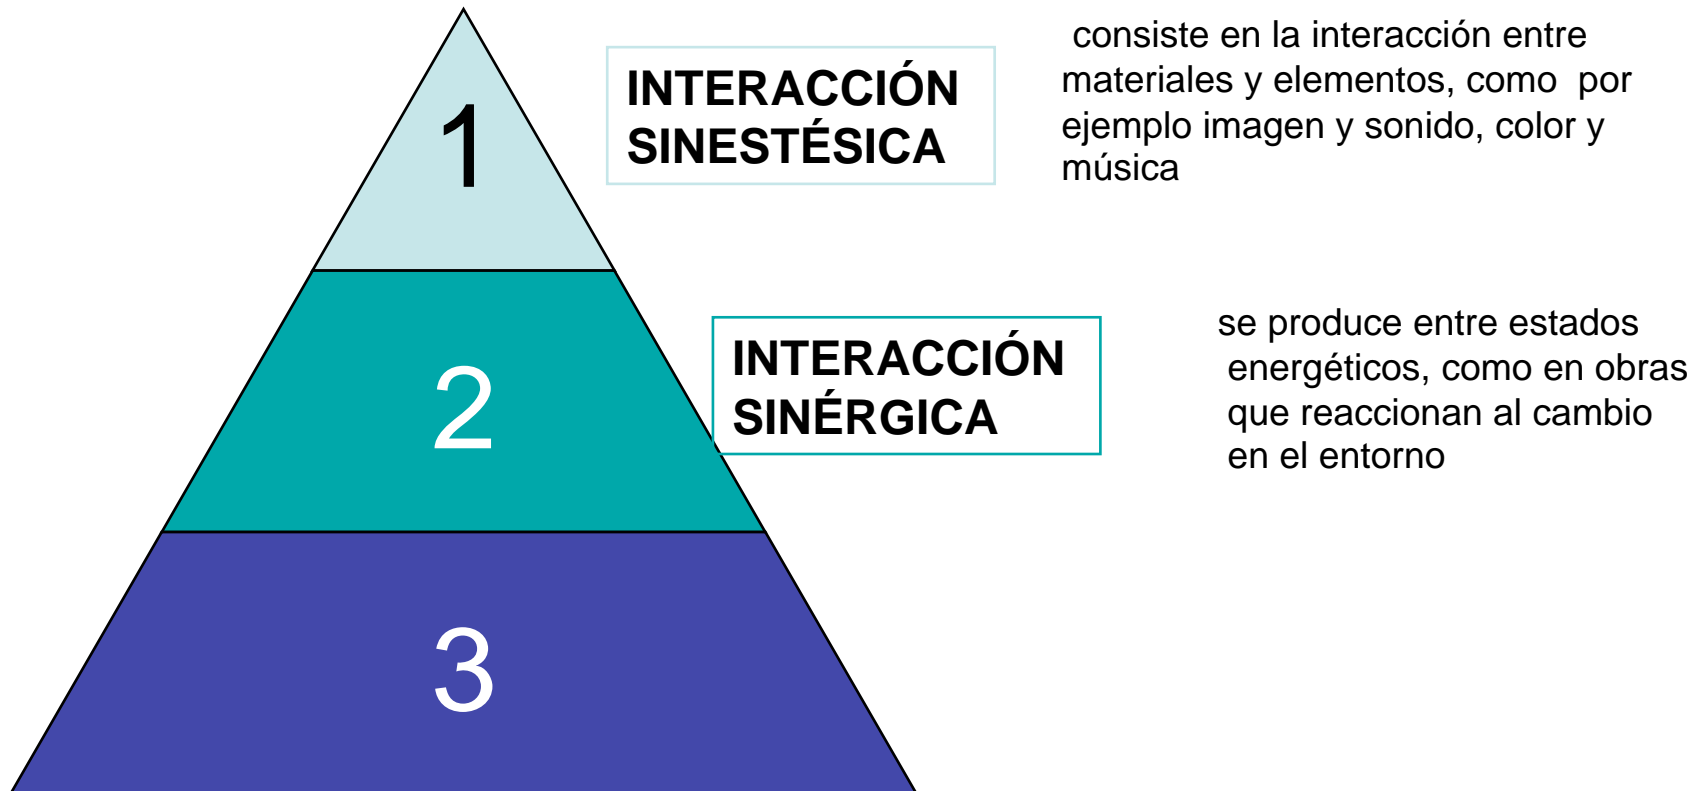 1
INTERACCIÓN
SINESTÉSICA
consiste en la interacción entre
materiales y elementos, como por
ejemplo imagen y sonido, color y
música
2
INTERACCIÓN
SINÉRGICA
se produce entre estados
energéticos, como en obras
que reaccionan al cambio
en el entorno
3